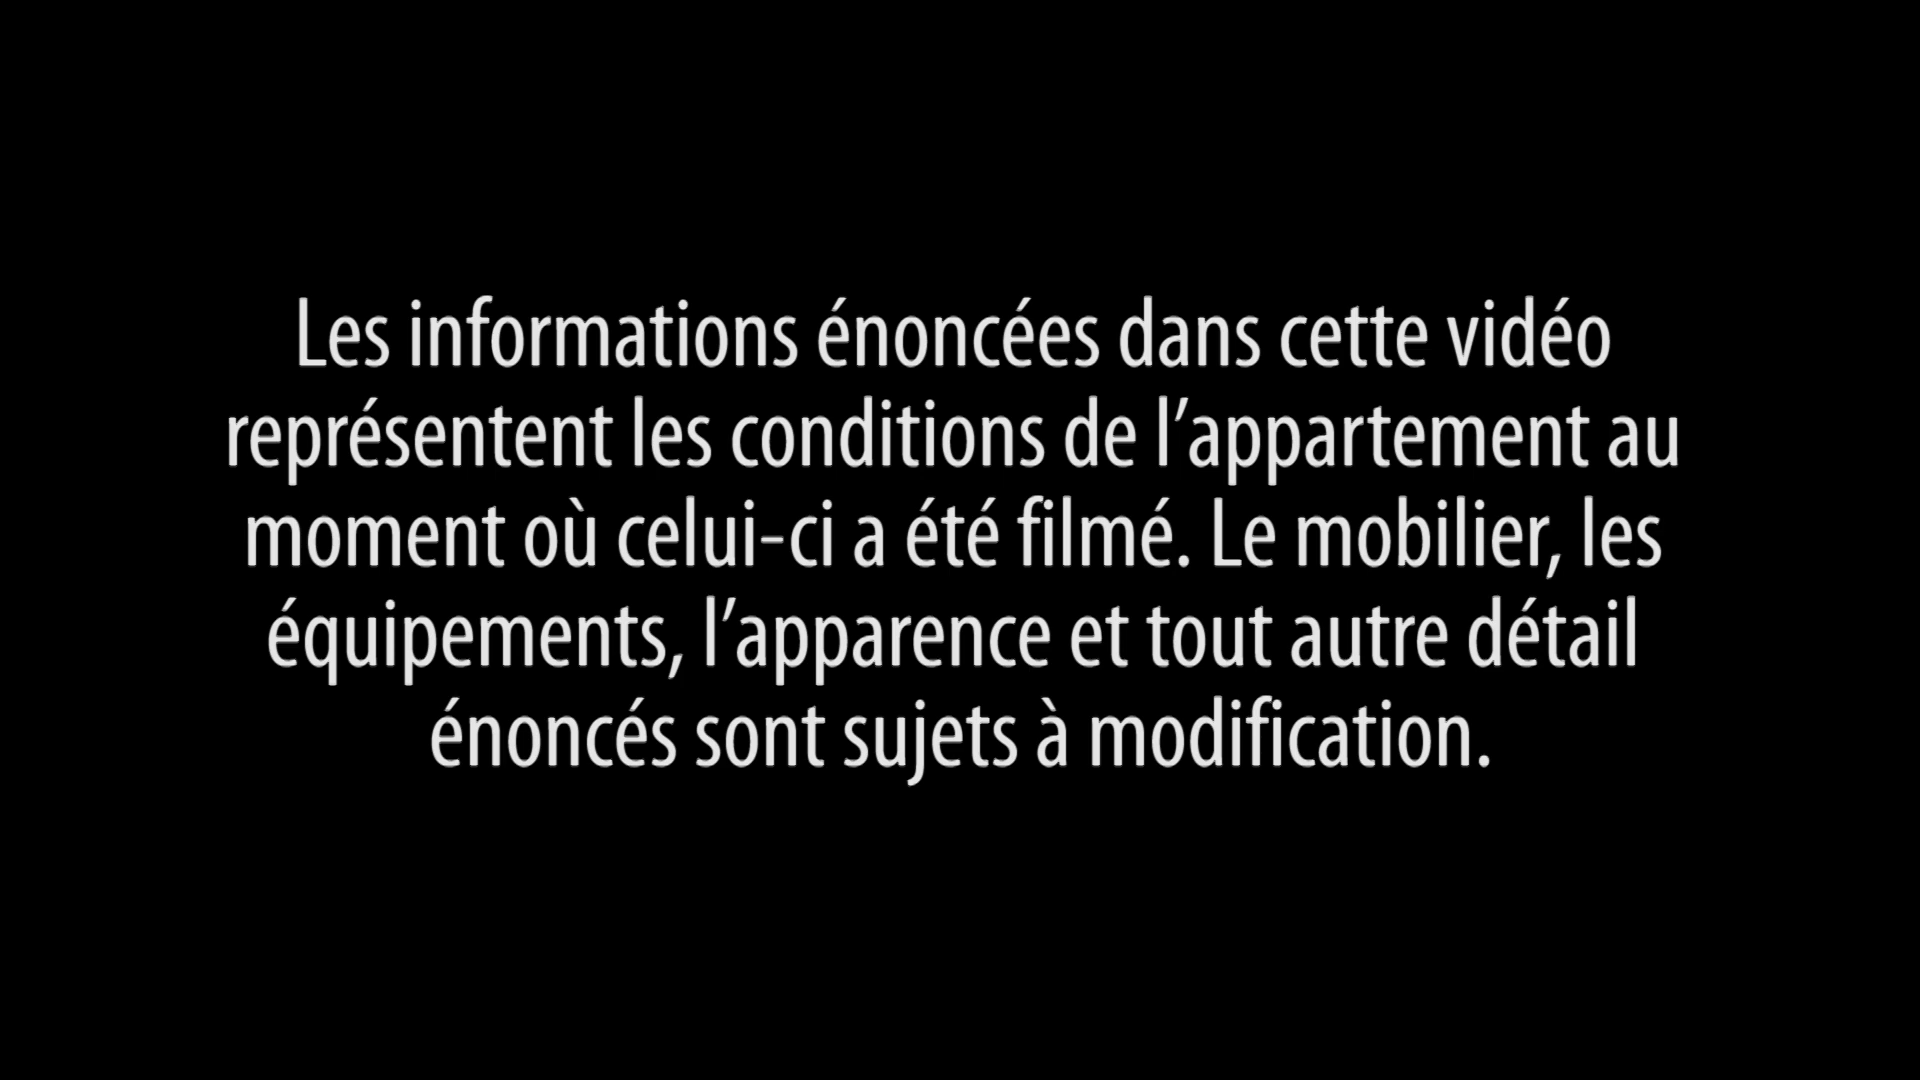 Les informations énoncées dans cette vidéo
représentent les conditions de l’appartement au
moment où celui-ci a été filmé. Le mobilier, les
équipements, l’apparence et tout autre détail
énoncés sont sujets à modification.